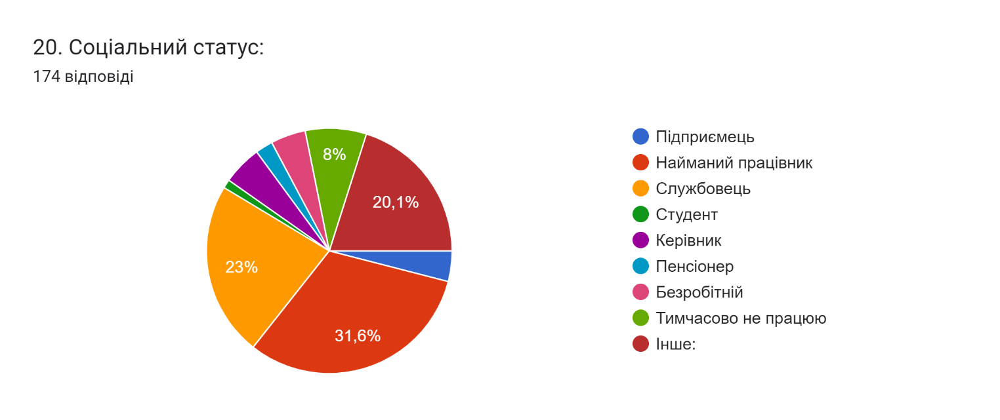 20. Соціальний статус:
174 відповіді
8%
20,1%
23%
31,6%
Підприємець
Найманий працівник
Службовець
Студент
Керівник
Пенсіонер
Безробітній
Тимчасово не працюю
Інше: